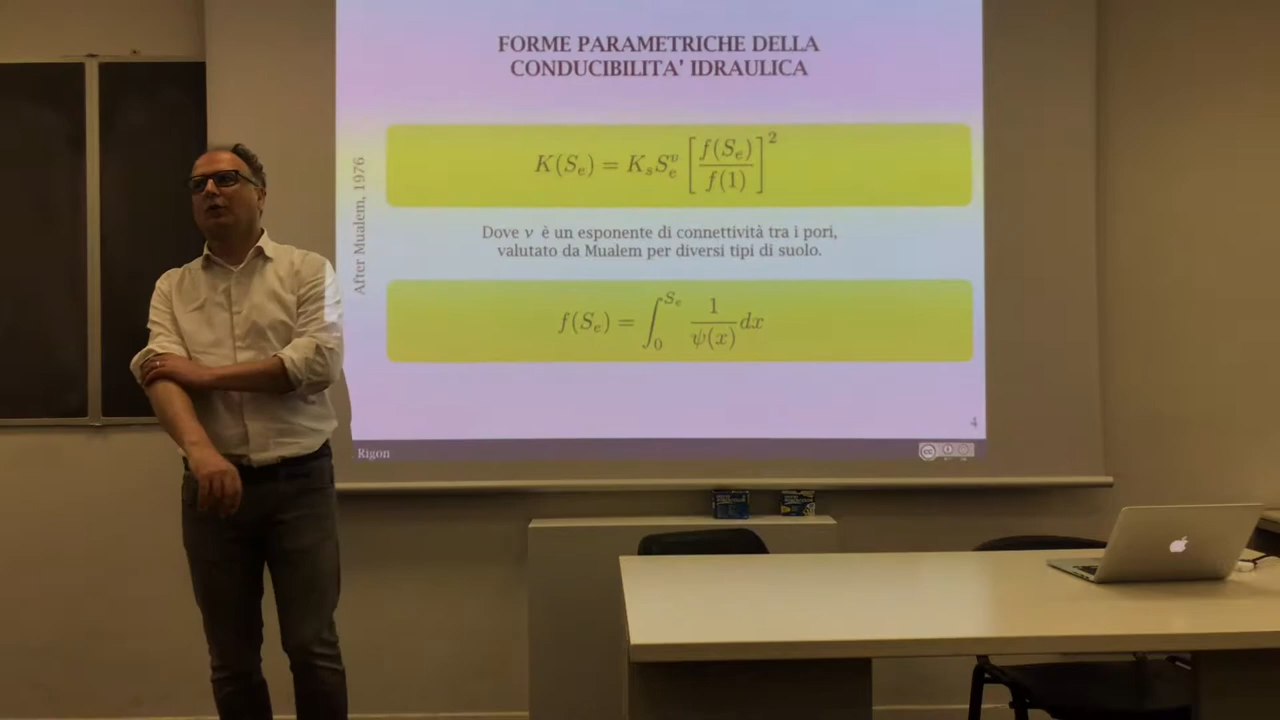 FORME PARAMETRICHE DELLA
CONDUCIBILITA' IDRAULICA
After Mualem, 1976
K(S_e) = K_s S_e^v [f(S_e)/f(1)]^2
Dove v è un esponente di connettività tra i pori,
valutato da Mualem per diversi tipi di suolo.
f(S_e) = ∫_0^{S_e} 1/ψ(x) dx
4
Rigon
cc